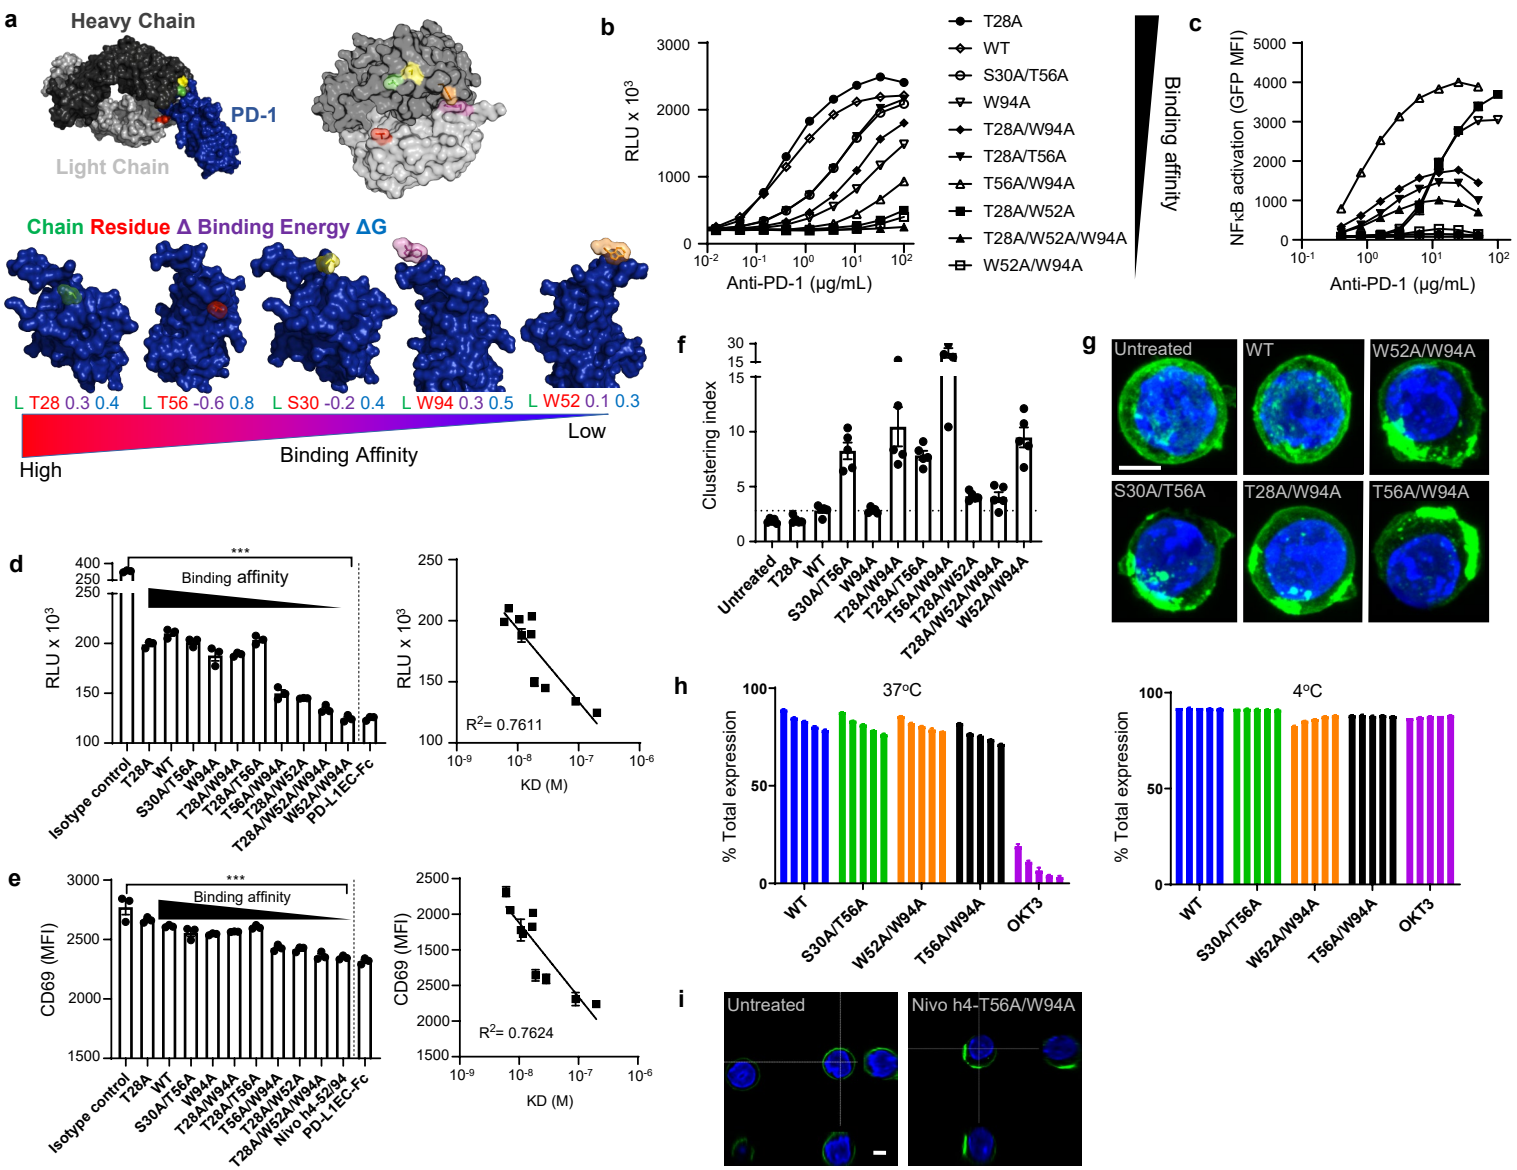 a
Heavy Chain
PD-1
Light Chain
Chain Residue Δ Binding Energy ΔG
L T28 0.3 0.4
L T56 -0.6 0.8
L S30 -0.2 0.4
L W94 0.3 0.5
L W52 0.1 0.3
High
Binding Affinity
Low
b
3000
2000
1000
0
RLU x 10³
10⁻²
10⁻¹
10⁰
10¹
10²
Anti-PD-1 (µg/mL)
T28A
WT
S30A/T56A
W94A
T28A/W94A
T28A/T56A
T56A/W94A
T28A/W52A
T28A/W52A/W94A
W52A/W94A
Binding affinity
c
5000
4000
3000
2000
1000
0
NFκB activation (GFP MFI)
10⁻¹
10⁰
10¹
10²
Anti-PD-1 (µg/mL)
d
400
250
250
200
150
100
RLU x 10³
***
Binding affinity
Isotype control
T28A
WT
S30A/T56A
W94A
T28A/W94A
T28A/T56A
T56A/W94A
T28A/W52A
T28A/W52A/W94A
W52A/W94A
PD-L1EC-Fc
250
200
150
100
RLU x 10³
R²= 0.7611
10⁻⁹
10⁻⁸
10⁻⁷
10⁻⁶
KD (M)
e
3000
2500
2000
1500
CD69 (MFI)
***
Binding affinity
Isotype control
T28A
WT
S30A/T56A
W94A
T28A/W94A
T28A/T56A
T56A/W94A
T28A/W52A
T28A/W52A/W94A
Nivo h4-52/94
PD-L1EC-Fc
2500
2000
2500
2000
1500
CD69 (MFI)
R²= 0.7624
10⁻⁹
10⁻⁸
10⁻⁷
10⁻⁶
KD (M)
f
30
15
15
10
5
0
Clustering index
Untreated
T28A
WT
S30A/T56A
W94A
T28A/W94A
T28A/T56A
T56A/W94A
T28A/W52A
T28A/W52A/W94A
W52A/W94A
g
Untreated
WT
W52A/W94A
S30A/T56A
T28A/W94A
T56A/W94A
h
37ºC
100
50
0
% Total expression
WT
S30A/T56A
W52A/W94A
T56A/W94A
OKT3
4ºC
100
50
0
% Total expression
WT
S30A/T56A
W52A/W94A
T56A/W94A
OKT3
i
Untreated
Nivo h4-T56A/W94A